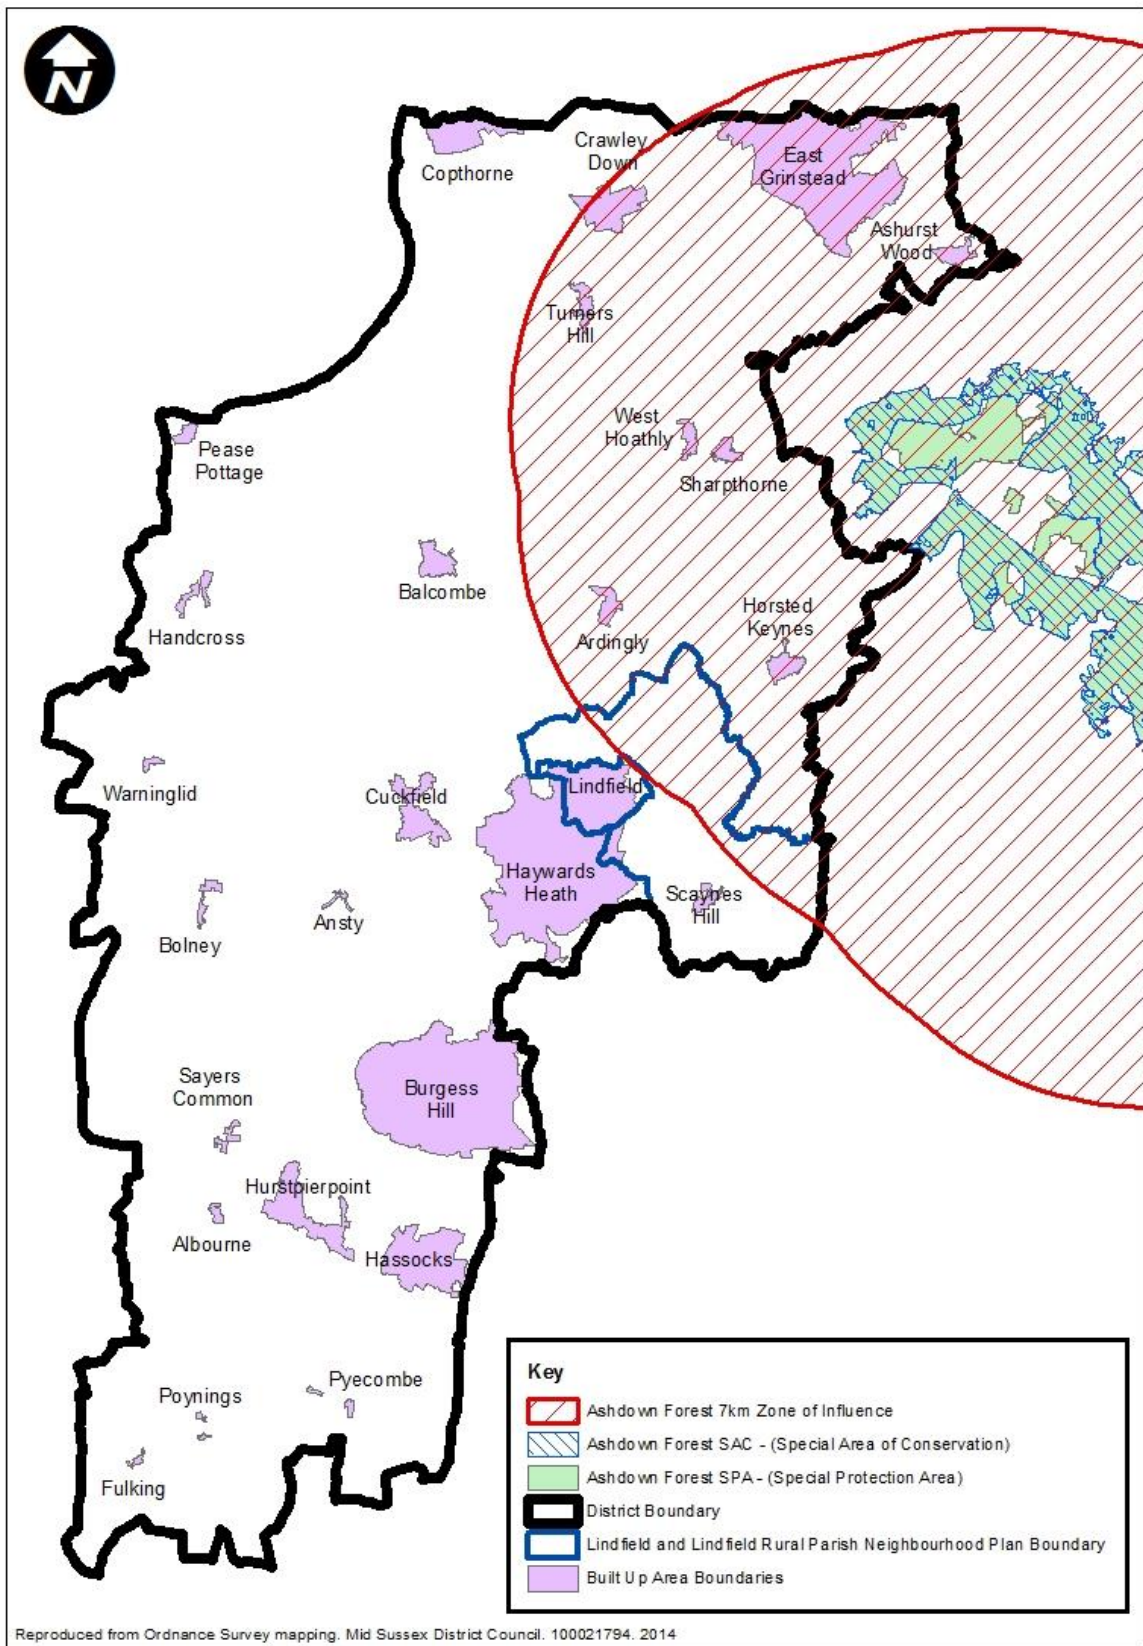 N
Crawley
Down
Copthorne
East
Grinstead
Ashurst
Wood
Turners
Hill
West
Hoathly
Sharpthorne
Pease
Pottage
Balcombe
Handcross
Horsted
Keynes
Ardingly
Warninglid
Cuckfield
Lindfield
Haywards
Heath
Scaynes
Hill
Ansty
Bolney
Sayers
Common
Burgess
Hill
Hurstpierpoint
Albourne
Hassocks
Pyecombe
Poynings
Fulking
Key
Ashdown Forest 7km Zone of Influence
Ashdown Forest SAC - (Special Area of Conservation)
Ashdown Forest SPA - (Special Protection Area)
District Boundary
Lindfield and Lindfield Rural Parish Neighbourhood Plan Boundary
Built Up Area Boundaries
Reproduced from Ordnance Survey mapping. Mid Sussex District Council. 100021794. 2014